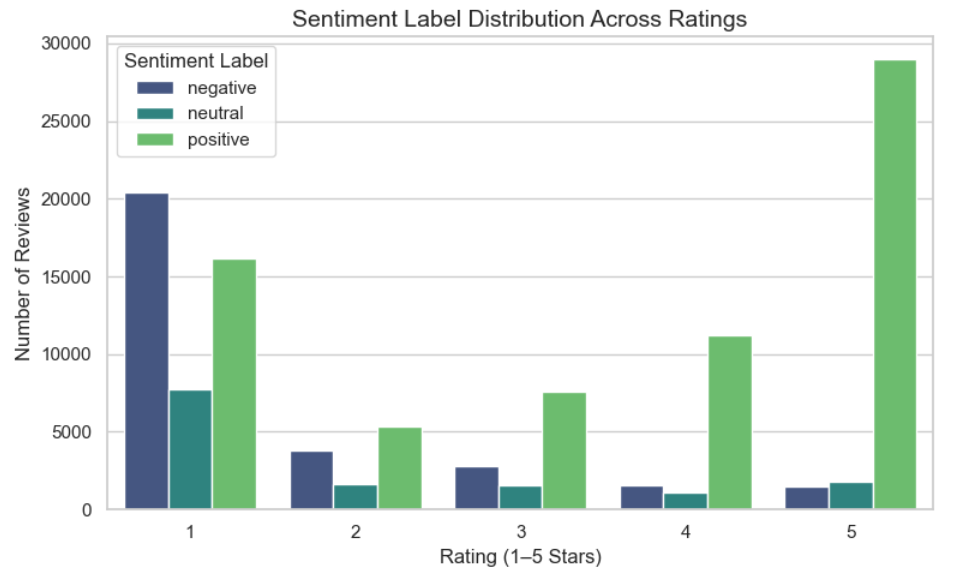 Sentiment Label Distribution Across Ratings
30000
25000
20000
15000
10000
5000
0
Number of Reviews
Sentiment Label
negative
neutral
positive
1 2 3 4 5
Rating (1–5 Stars)